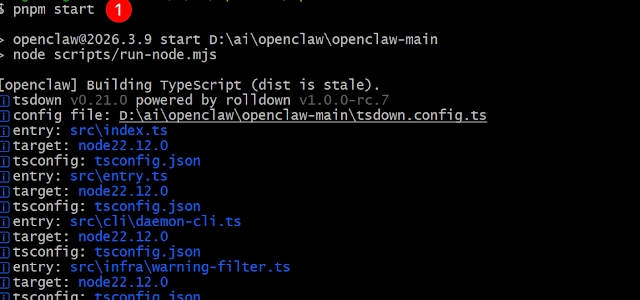 $ pnpm start 1
> openclaw@2026.3.9 start D:\ai\openclaw\openclaw-main
> node scripts/run-node.mjs
[openclaw] Building TypeScript (dist is stale).
i tsdown v0.21.0 powered by rolldown v1.0.0-rc.7
i config file: D:\ai\openclaw\openclaw-main\tsdown.config.ts
i entry: src\index.ts
i target: node22.12.0
i tsconfig: tsconfig.json
i entry: src\entry.ts
i target: node22.12.0
i tsconfig: tsconfig.json
i entry: src\cli\daemon-cli.ts
i target: node22.12.0
i tsconfig: tsconfig.json
i entry: src\infra\warning-filter.ts
i target: node22.12.0
i tsconfig: tsconfig.json